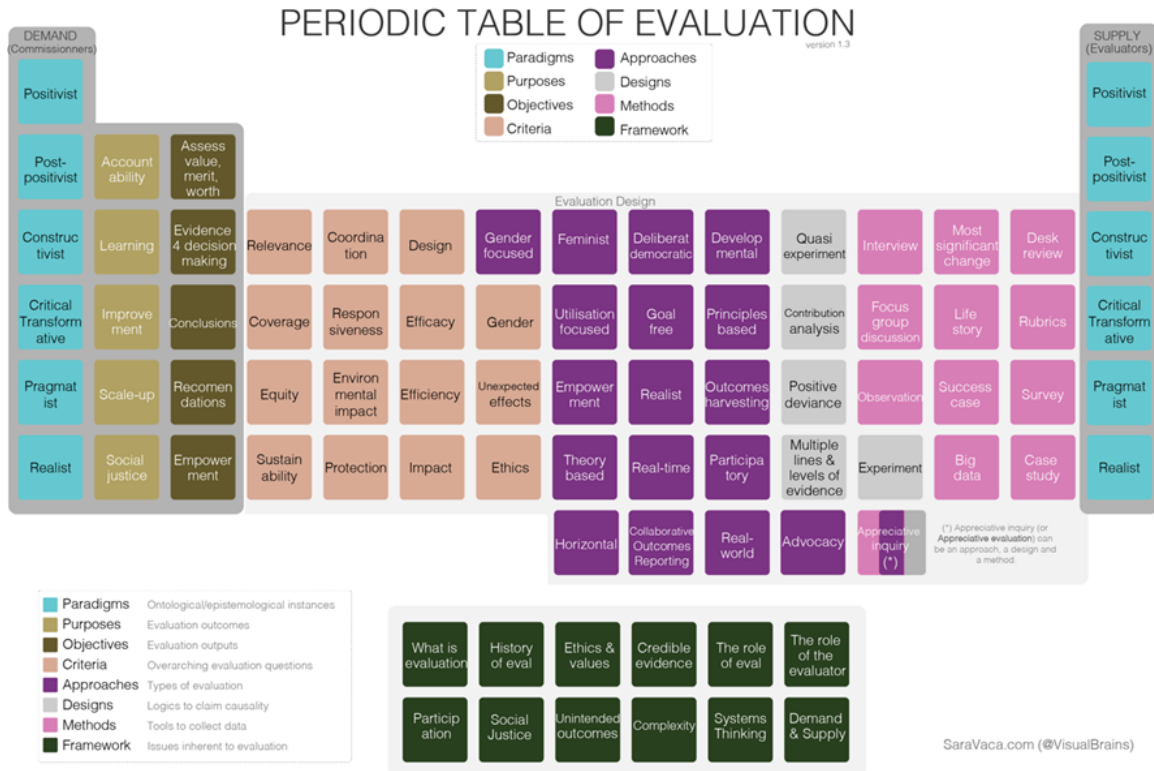 PERIODIC TABLE OF EVALUATION
version 1.3
DEMAND
(Commissionners)
SUPPLY
(Evaluators)
Paradigms
Purposes
Objectives
Criteria
Approaches
Designs
Methods
Framework
Positivist
Positivist
Post-
positivist
Account
ability
Assess
value,
merit,
worth
Post-
positivist
Evaluation Design
Construc
tivist
Learning
Evidence
4 decision
making
Relevance
Coordina
tion
Design
Gender
focused
Feminist
Deliberat
democratic
Develop
mental
Quasi
experiment
Interview
Most
significant
change
Desk
review
Construc
tivist
Critical
Transform
ative
Improve
ment
Conclusions
Coverage
Respon
siveness
Efficacy
Gender
Utilisation
focused
Goal
free
Principles
based
Contribution
analysis
Focus
group
discussion
Life
story
Rubrics
Critical
Transform
ative
Pragmat
ist
Scale-up
Recomen
dations
Equity
Environ
mental
impact
Efficiency
Unexpected
effects
Empower
ment
Realist
Outcomes
harvesting
Positive
deviance
Observation
Success
case
Survey
Pragmat
ist
Realist
Social
justice
Empower
ment
Sustain
ability
Protection
Impact
Ethics
Theory
based
Real-time
Participa
tory
Multiple
lines &
levels of
evidence
Experiment
Big
data
Case
study
Realist
Horizontal
Collaborative
Outcomes
Reporting
Real-
world
Advocacy
Appreciative
inquiry
(*)
(*) Appreciative inquiry (or
Appreciative evaluation) can
be an approach, a design and
a method.
Paradigms Ontological/epistemological instances
Purposes Evaluation outcomes
Objectives Evaluation outputs
Criteria Overarching evaluation questions
Approaches Types of evaluation
Designs Logics to claim causality
Methods Tools to collect data
Framework Issues inherent to evaluation
What is
evaluation
History
of eval
Ethics &
values
Credible
evidence
The role
of eval
The role
of the
evaluator
Particip
ation
Social
Justice
Unintended
outcomes
Complexity
Systems
Thinking
Demand
& Supply
SaraVaca.com (@VisualBrains)